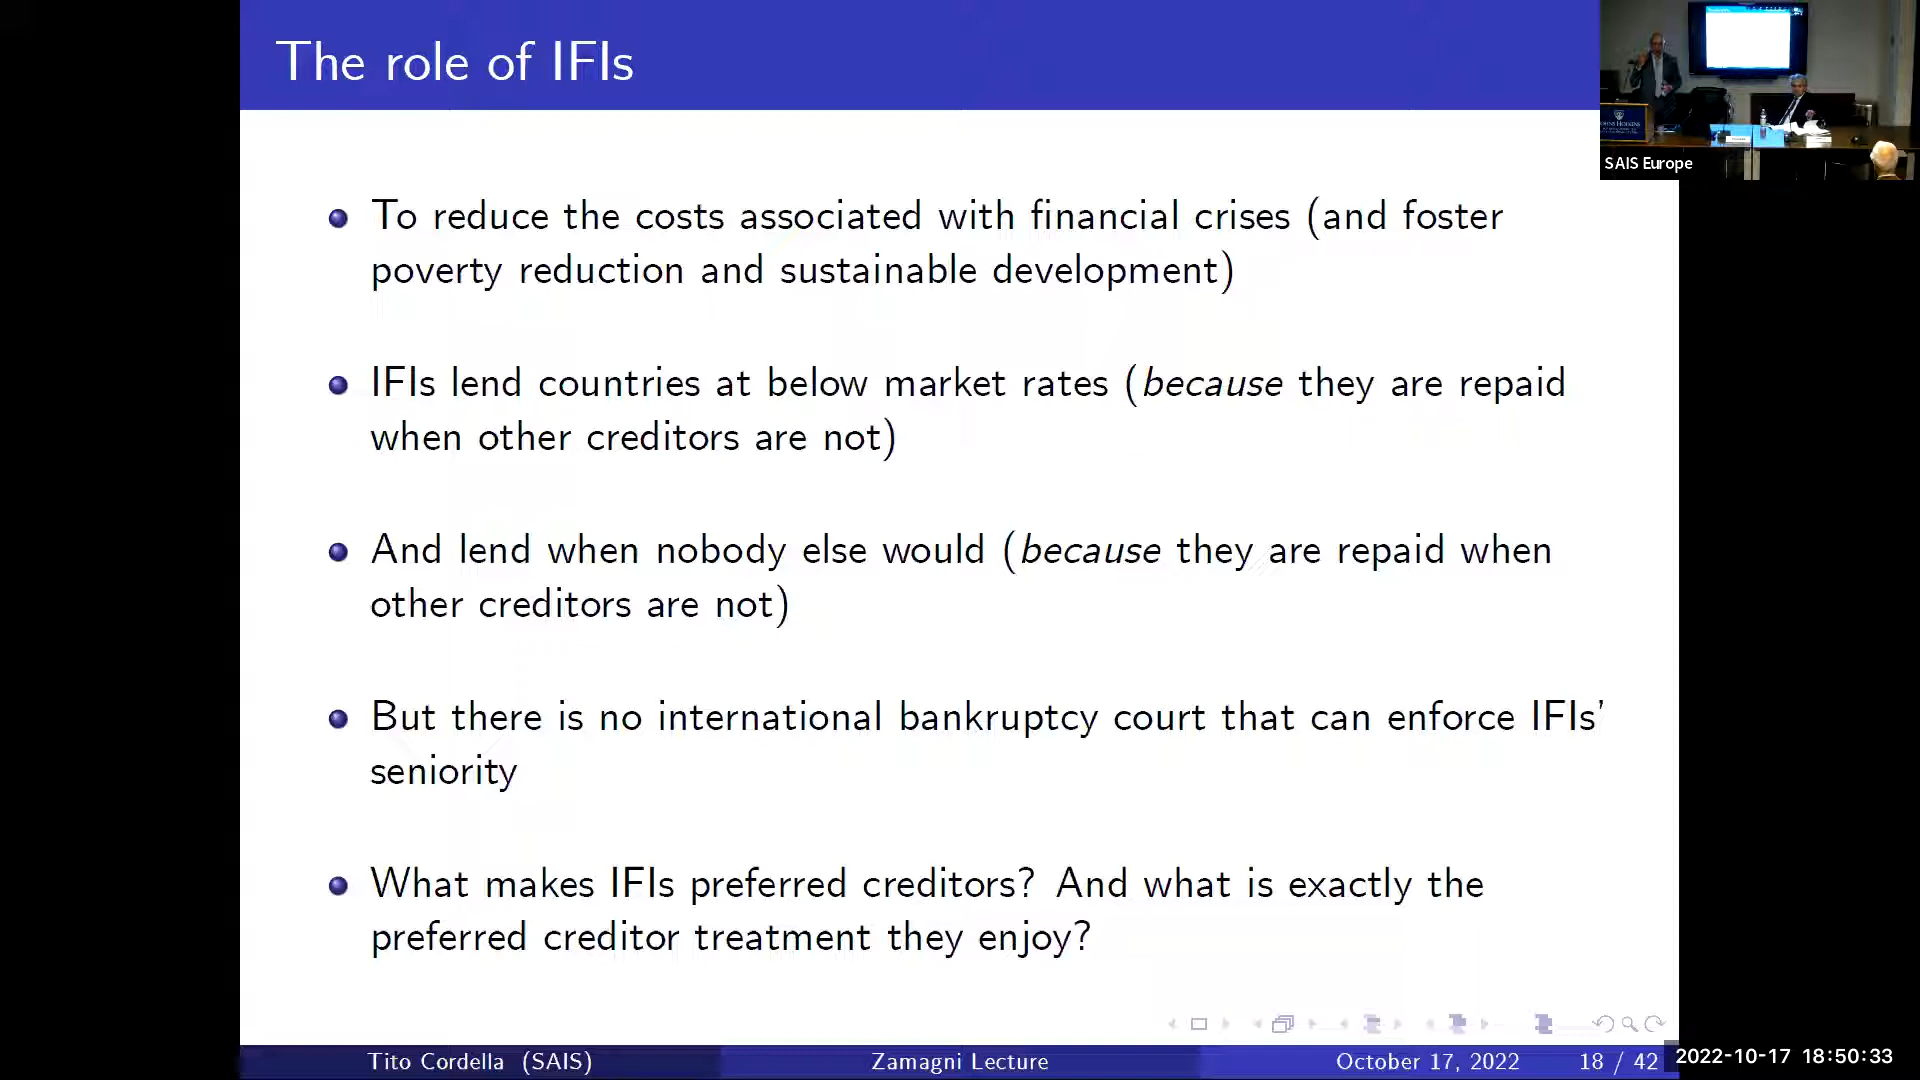 The role of IFIs
SAIS Europe
To reduce the costs associated with financial crises (and foster
poverty reduction and sustainable development)
IFIs lend countries at below market rates (because they are repaid
when other creditors are not)
And lend when nobody else would (because they are repaid when
other creditors are not)
But there is no international bankruptcy court that can enforce IFIs'
seniority
What makes IFIs preferred creditors? And what is exactly the
preferred creditor treatment they enjoy?
Tito Cordella (SAIS) Zamagni Lecture October 17, 2022 18 / 42
2022-10-17 18:50:33